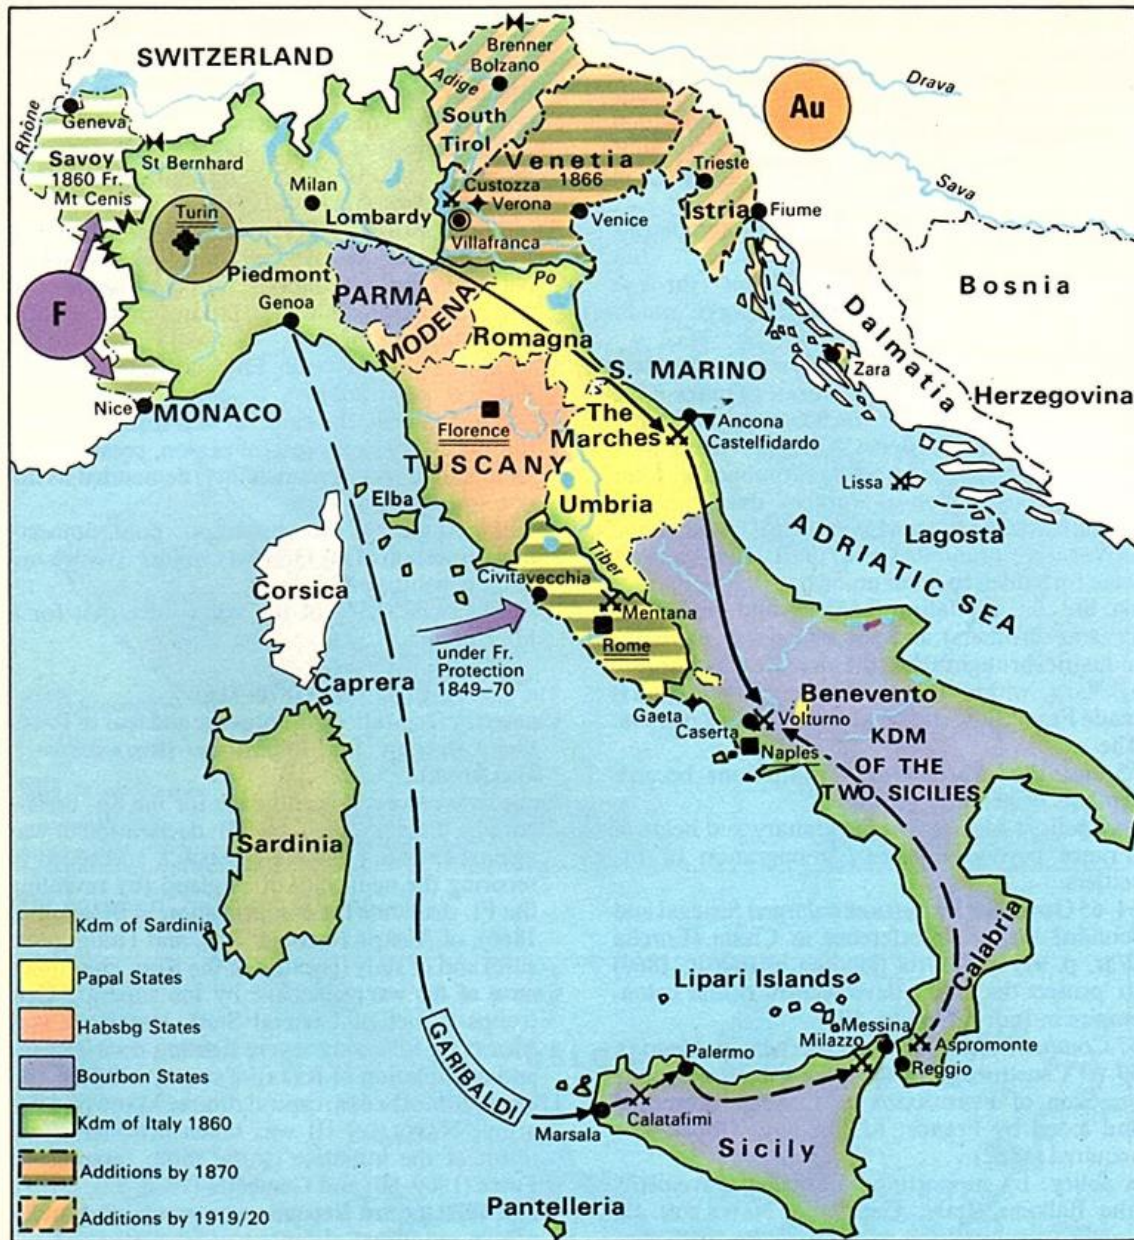 SWITZERLAND
Brenner
Bolzano
Adige
Drava
Au
Rhône
Geneva
South
Tirol
Savoy
1860 Fr.
Mt Cenis
St Bernhard
Milan
Venetia
1866
Trieste
Sava
Custozza
Verona
Lombardy
Turin
Villafranca
Venice
Istria
Fiume
F
Piedmont
Genoa
PARMA
MODENA
Po
Romagna
Bosnia
Dalmatia
Zara
Herzegovina
S. MARINO
Nice
MONACO
Florence
TUSCANY
The
Marches
Ancona
Castelfidardo
Umbria
Lissa
Lagosta
Elba
ADRIATIC SEA
Corsica
Civitavecchia
Tiber
Mentana
Rome
under Fr.
Protection
1849–70
Caprera
Gaeta
Caserta
Benevento
Volturno
Naples
KDM
OF THE
TWO SICILIES
Sardinia
Calabria
Lipari Islands
Messina
Milazzo
Aspromonte
Reggio
Palermo
GARIBALDI
Marsala
Calatafimi
Sicily
Pantelleria
Kdm of Sardinia
Papal States
Habsbg States
Bourbon States
Kdm of Italy 1860
Additions by 1870
Additions by 1919/20